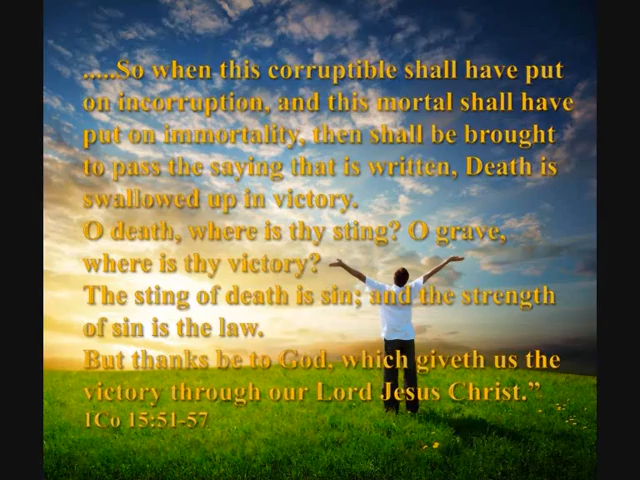 .....So when this corruptible shall have put
on incorruption, and this mortal shall have
put on immortality, then shall be brought
to pass the saying that is written, Death is
swallowed up in victory.
O death, where is thy sting? O grave,
where is thy victory?
The sting of death is sin; and the strength
of sin is the law.
But thanks be to God, which giveth us the
victory through our Lord Jesus Christ.”
1Co 15:51-57